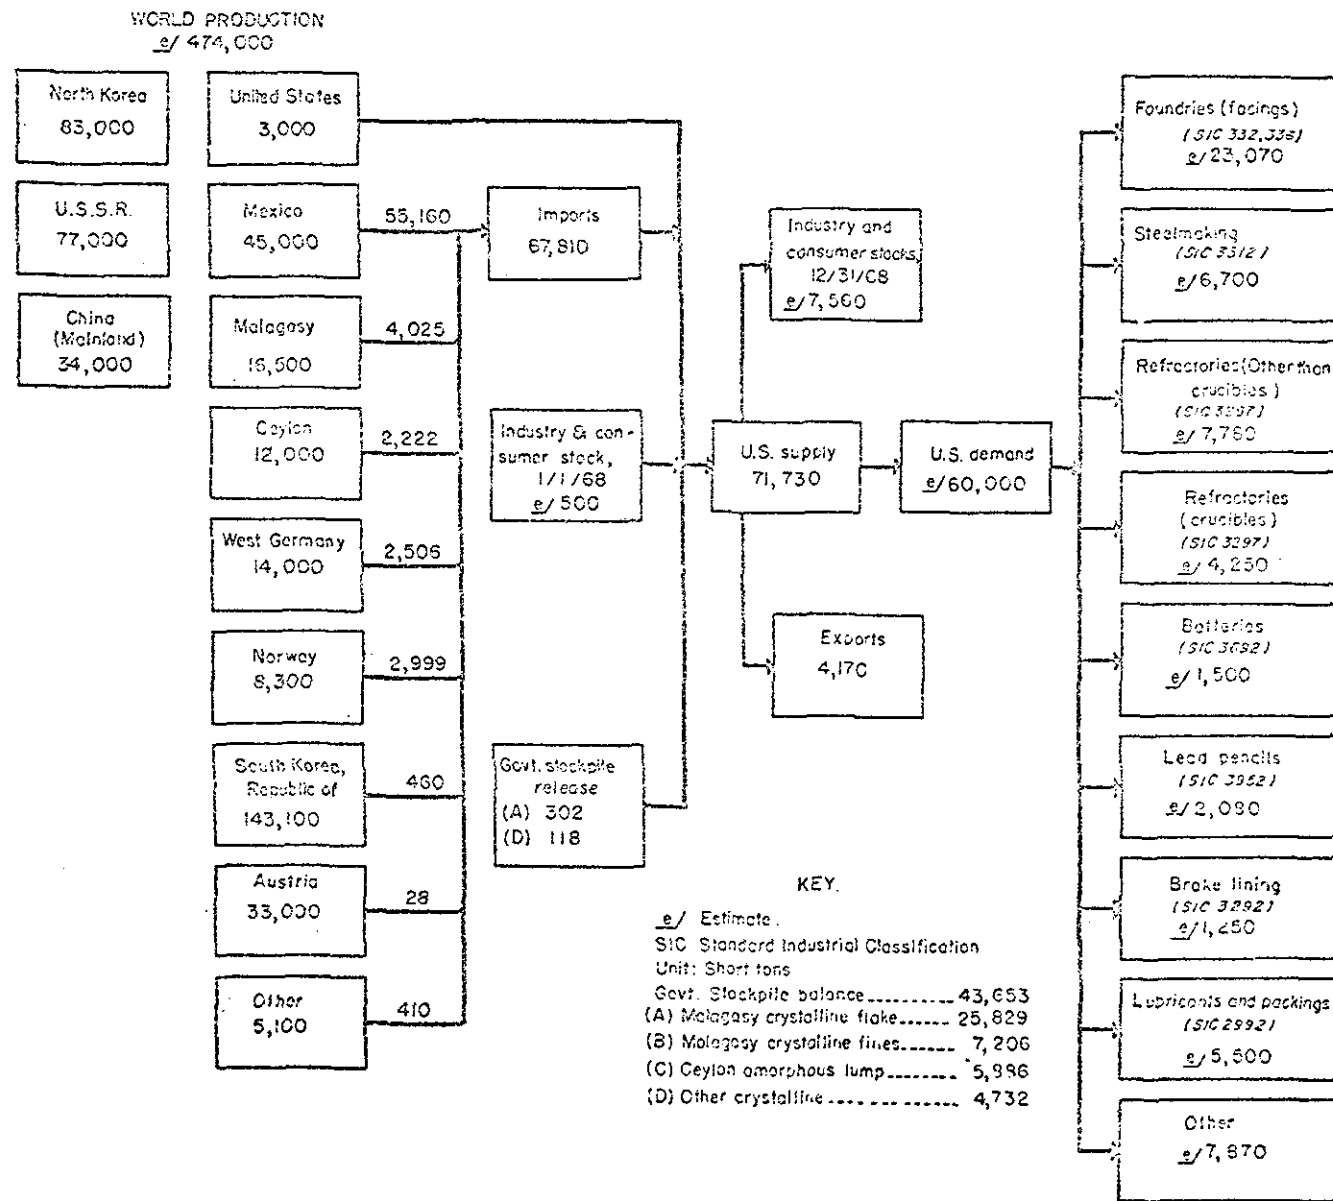 WORLD PRODUCTION
e/ 474,000
North Korea
83,000
U.S.S.R.
77,000
China
(Mainland)
34,000
United States
3,000
Mexico
45,000
55,160
Malagasy
16,500
4,025
Ceylon
12,000
2,222
West Germany
14,000
2,506
Norway
8,300
2,999
South Korea,
Republic of
143,100
460
Austria
33,000
28
Other
5,100
410
Imports
67,810
Industry & con-
sumer stock,
1/1/68
e/ 500
Govt. stockpile
release
(A) 302
(D) 118
Industry and
consumer stocks,
12/31/68
e/ 7,560
U.S. supply
71,730
Exports
4,170
U.S. demand
e/60,000
Foundries (facings)
(SIC 332,336)
e/23,070
Steelmaking
(SIC 3312)
e/6,700
Refractories (Other than
crucibles)
(SIC 3297)
e/7,780
Refractories
(crucibles)
(SIC 3297)
e/ 4,250
Batteries
(SIC 3692)
e/ 1,500
Lead pencils
(SIC 3952)
e/2,080
Brake lining
(SIC 3292)
e/1,250
Lubricants and packings
(SIC 2992)
e/5,500
Other
e/7,870
KEY.
e/ Estimate.
SIC Standard Industrial Classification
Unit: Short tons
Govt. Stockpile balance 43,653
(A) Malagasy crystalline flake 25,829
(B) Malagasy crystalline fines 7,206
(C) Ceylon amorphous lump
(D) Other crystalline 4,732